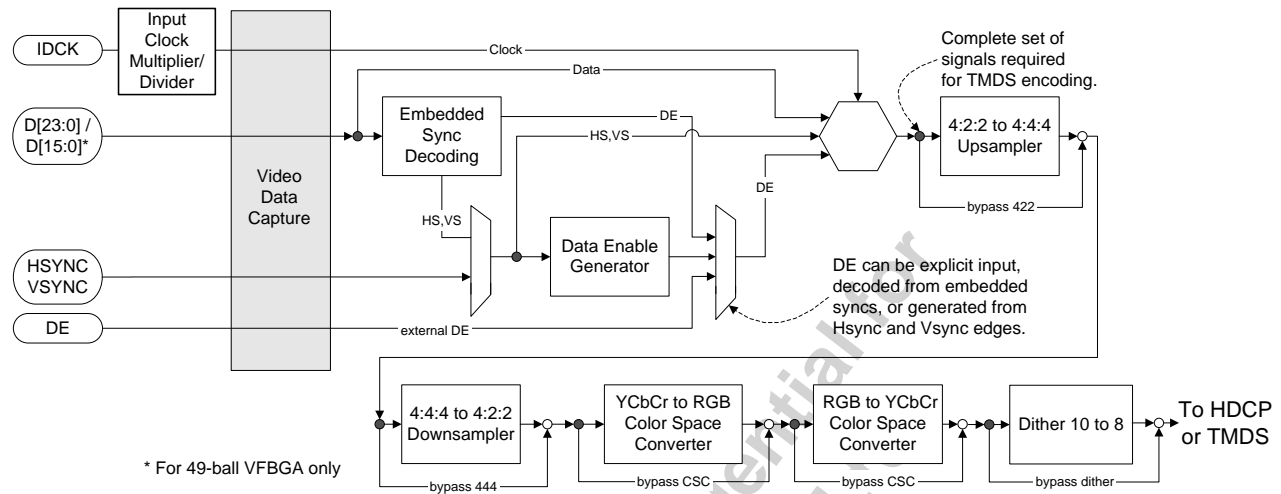 IDCK
Input
Clock
Multiplier/
Divider
Clock
Data
Complete set of
signals required
for TMDS encoding.
D[23:0] /
D[15:0]*
Embedded
Sync
Decoding
DE
HS,VS
4:2:2 to 4:4:4
Upsampler
bypass 422
Video
Data
Capture
HS,VS
DE
HSYNC
VSYNC
Data Enable
Generator
DE can be explicit input,
decoded from embedded
syncs, or generated from
Hsync and Vsync edges.
DE
external DE
4:4:4 to 4:2:2
Downsampler
bypass 444
YCbCr to RGB
Color Space
Converter
bypass CSC
RGB to YCbCr
Color Space
Converter
bypass CSC
Dither 10 to 8
bypass dither
To HDCP
or TMDS
* For 49-ball VFBGA only
ential for